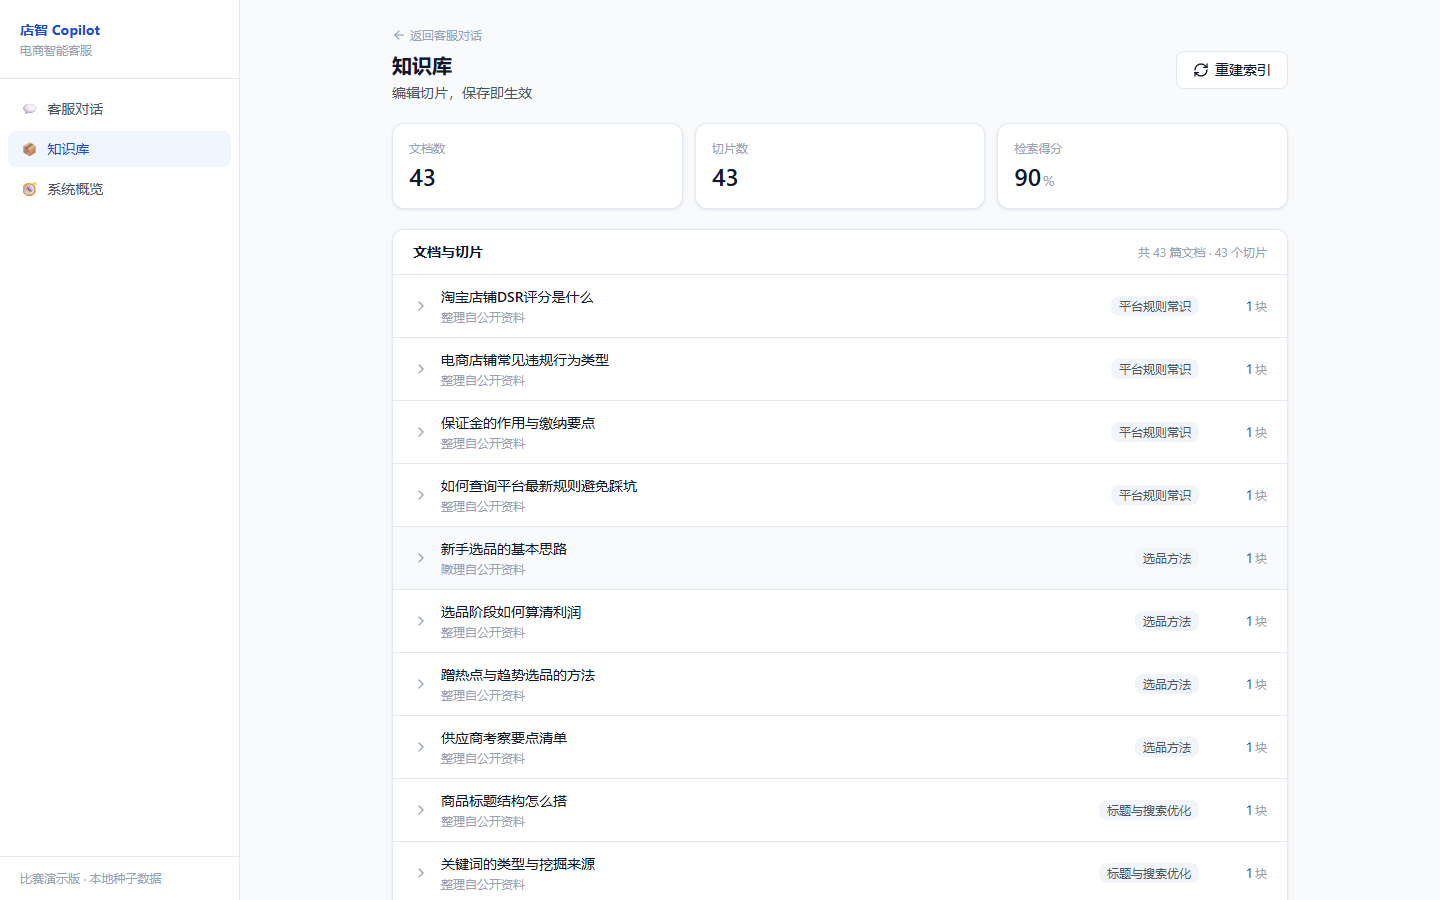 店智 Copilot
电商智能客服
客服对话
知识库
系统概览
比赛演示版 · 本地种子数据
返回客服对话
知识库
编辑切片，保存即生效
重建索引
文档数
43
切片数
43
检索得分
90%
文档与切片
共 43 篇文档 · 43 个切片
淘宝店铺DSR评分是什么
整理自公开资料
平台规则常识
1 块
电商店铺常见违规行为类型
整理自公开资料
平台规则常识
1 块
保证金的作用与缴纳要点
整理自公开资料
平台规则常识
1 块
如何查询平台最新规则避免踩坑
整理自公开资料
平台规则常识
1 块
新手选品的基本思路
理自公开资料
选品方法
1 块
选品阶段如何算清利润
整理自公开资料
选品方法
1 块
蹭热点与趋势选品的方法
整理自公开资料
选品方法
1 块
供应商考察要点清单
整理自公开资料
选品方法
1 块
商品标题结构怎么搭
整理自公开资料
标题与搜索优化
1 块
关键词的类型与挖掘来源
整理自公开资料
标题与搜索优化
1 块